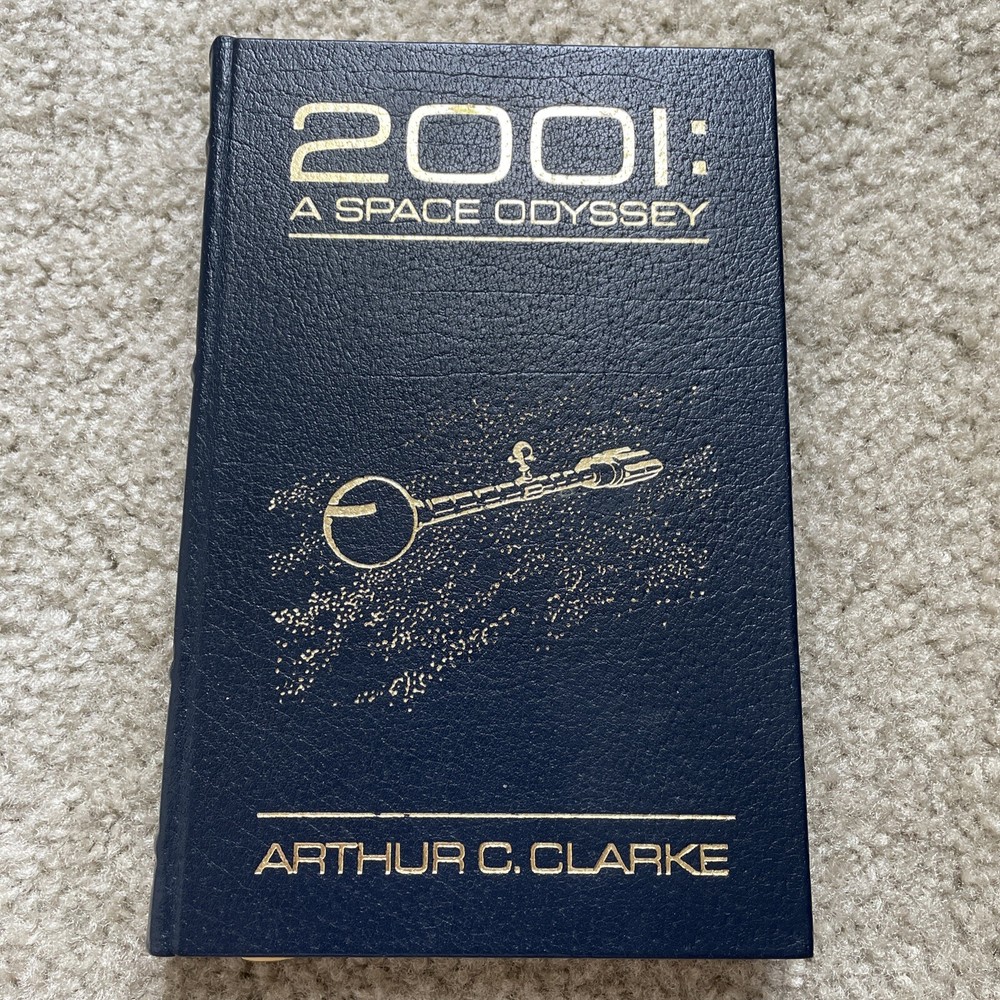 2001:
A SPACE ODYSSEY
ARTHUR C. CLARKE